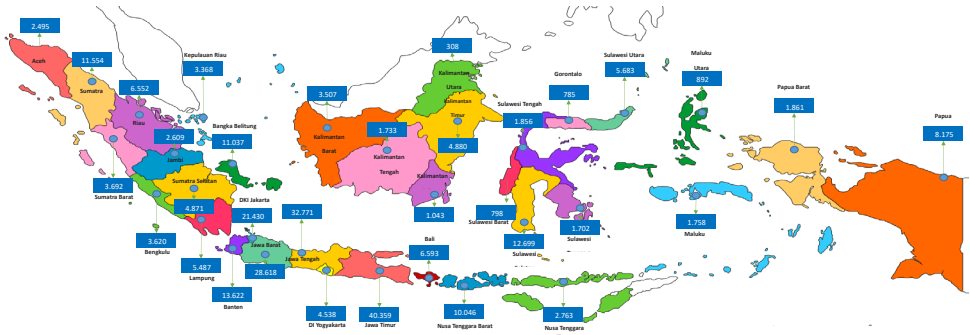 2.495
Aceh
11.554
Sumatra
Kepulauan Riau
3.368
6.552
Riau
2.609
Jambi
Bangka Belitung
11.037
3.692
Sumatra Barat
Sumatra Selatan
4.871
3.620
Bengkulu
5.487
Lampung
DKI Jakarta
21.430
13.622
Banten
Jawa Barat
28.618
32.771
Jawa Tengah
4.538
DI Yogyakarta
40.359
Jawa Timur
Bali
6.593
10.046
Nusa Tenggara Barat
2.763
Nusa Tenggara
3.507
Kalimantan
Barat
1.733
Kalimantan
Tengah
308
Kalimantan
Utara
Kalimantan
Timur
4.880
Kalimantan
1.043
Sulawesi Tengah
1.856
Gorontalo
785
Sulawesi Utara
5.683
798
Sulawesi Barat
12.699
Sulawesi
1.702
Sulawesi
Maluku
Utara
892
1.758
Maluku
Papua Barat
1.861
Papua
8.175